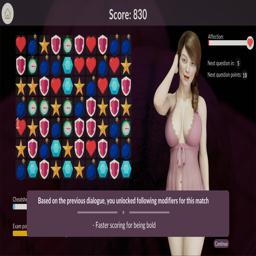 Score: 830
Affection:
Next question in: 5
Next question points: 18
Based on the previous dialogue, you unlocked following modifiers for this match
- Faster scoring for being bold
Continue